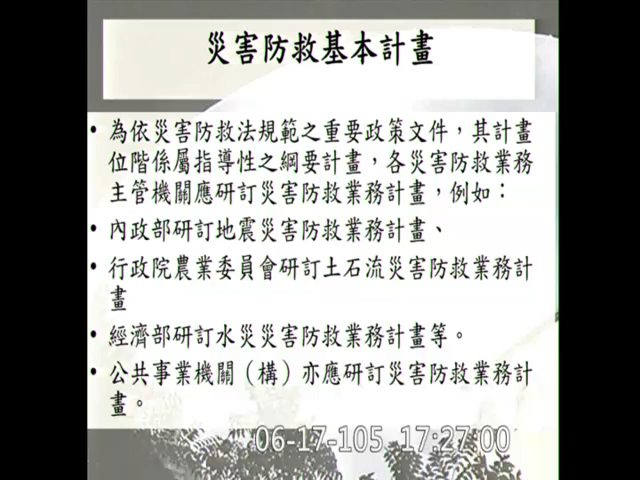 災害防救基本計畫
• 為依災害防救法規範之重要政策文件，其計畫
位階係屬指導性之綱要計畫，各災害防救業務
主管機關應研訂災害防救業務計畫，例如：
• 內政部研訂地震災害防救業務計畫、
• 行政院農業委員會研訂土石流災害防救業務計
畫
• 經濟部研訂水災災害防救業務計畫等。
• 公共事業機關（構）亦應研訂災害防救業務計
畫。
06-17-105 17:27:00